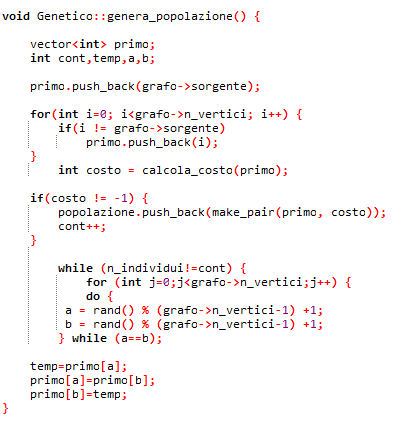 void Genetico::genera_popolazione() {
vector<int> primo;
int cont,temp,a,b;
primo.push_back(grafo->sorgente);
for(int i=0; i<grafo->n_vertici; i++) {
if(i != grafo->sorgente)
primo.push_back(i);
}
int costo = calcola_costo(primo);
if(costo != -1) {
popolazione.push_back(make_pair(primo, costo));
cont++;
}
while (n_individui!=cont) {
for (int j=0;j<grafo->n_vertici;j++) {
do {
a = rand() % (grafo->n_vertici-1) +1;
b = rand() % (grafo->n_vertici-1) +1;
} while (a==b);
temp=primo[a];
primo[a]=primo[b];
primo[b]=temp;
}